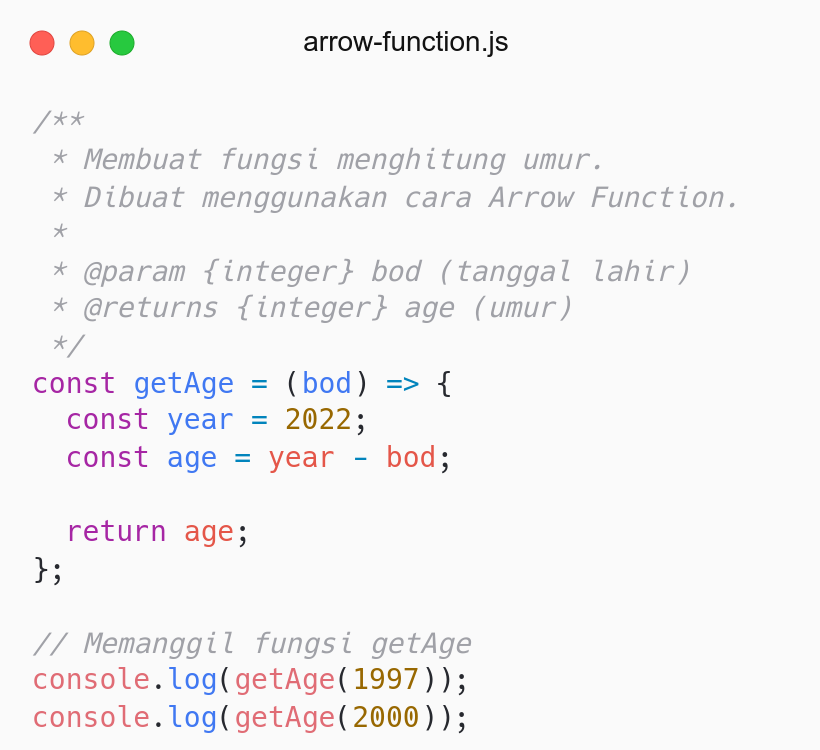 arrow-function.js
/**
 * Membuat fungsi menghitung umur.
 * Dibuat menggunakan cara Arrow Function.
 *
 * @param {integer} bod (tanggal lahir)
 * @returns {integer} age (umur)
 */
const getAge = (bod) => {
  const year = 2022;
  const age = year - bod;

  return age;
};

// Memanggil fungsi getAge
console.log(getAge(1997));
console.log(getAge(2000));